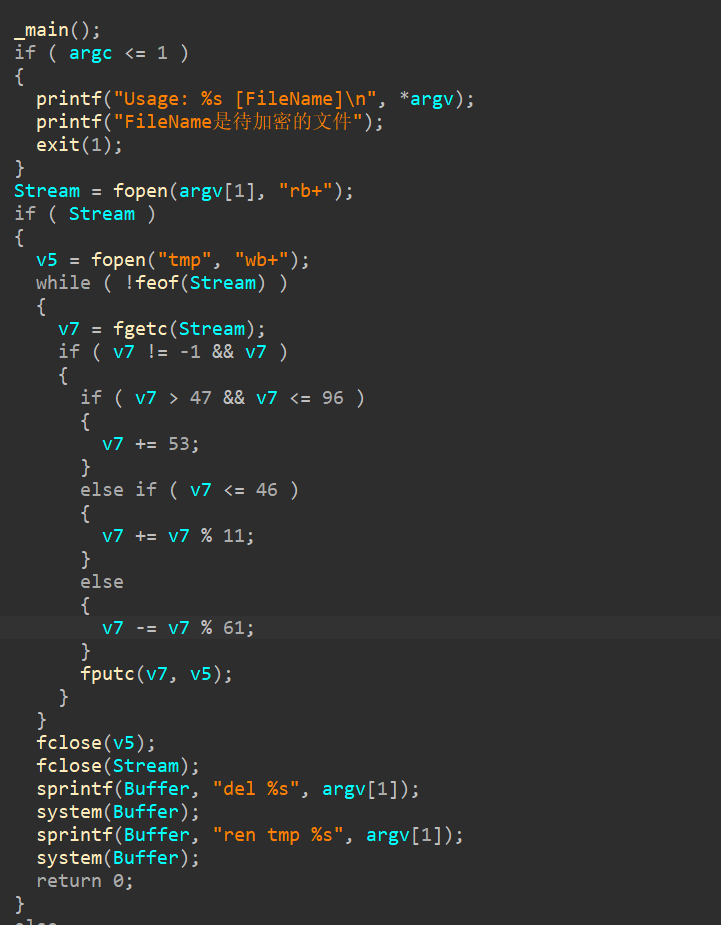 _main();
if ( argc <= 1 )
{
  printf("Usage: %s [FileName]\n", *argv);
  printf("FileName是待加密的文件");
  exit(1);
}
Stream = fopen(argv[1], "rb+");
if ( Stream )
{
  v5 = fopen("tmp", "wb+");
  while ( !feof(Stream) )
  {
    v7 = fgetc(Stream);
    if ( v7 != -1 && v7 )
    {
      if ( v7 > 47 && v7 <= 96 )
      {
        v7 += 53;
      }
      else if ( v7 <= 46 )
      {
        v7 += v7 % 11;
      }
      else
      {
        v7 -= v7 % 61;
      }
      fputc(v7, v5);
    }
  }
  fclose(v5);
  fclose(Stream);
  sprintf(Buffer, "del %s", argv[1]);
  system(Buffer);
  sprintf(Buffer, "ren tmp %s", argv[1]);
  system(Buffer);
  return 0;
}